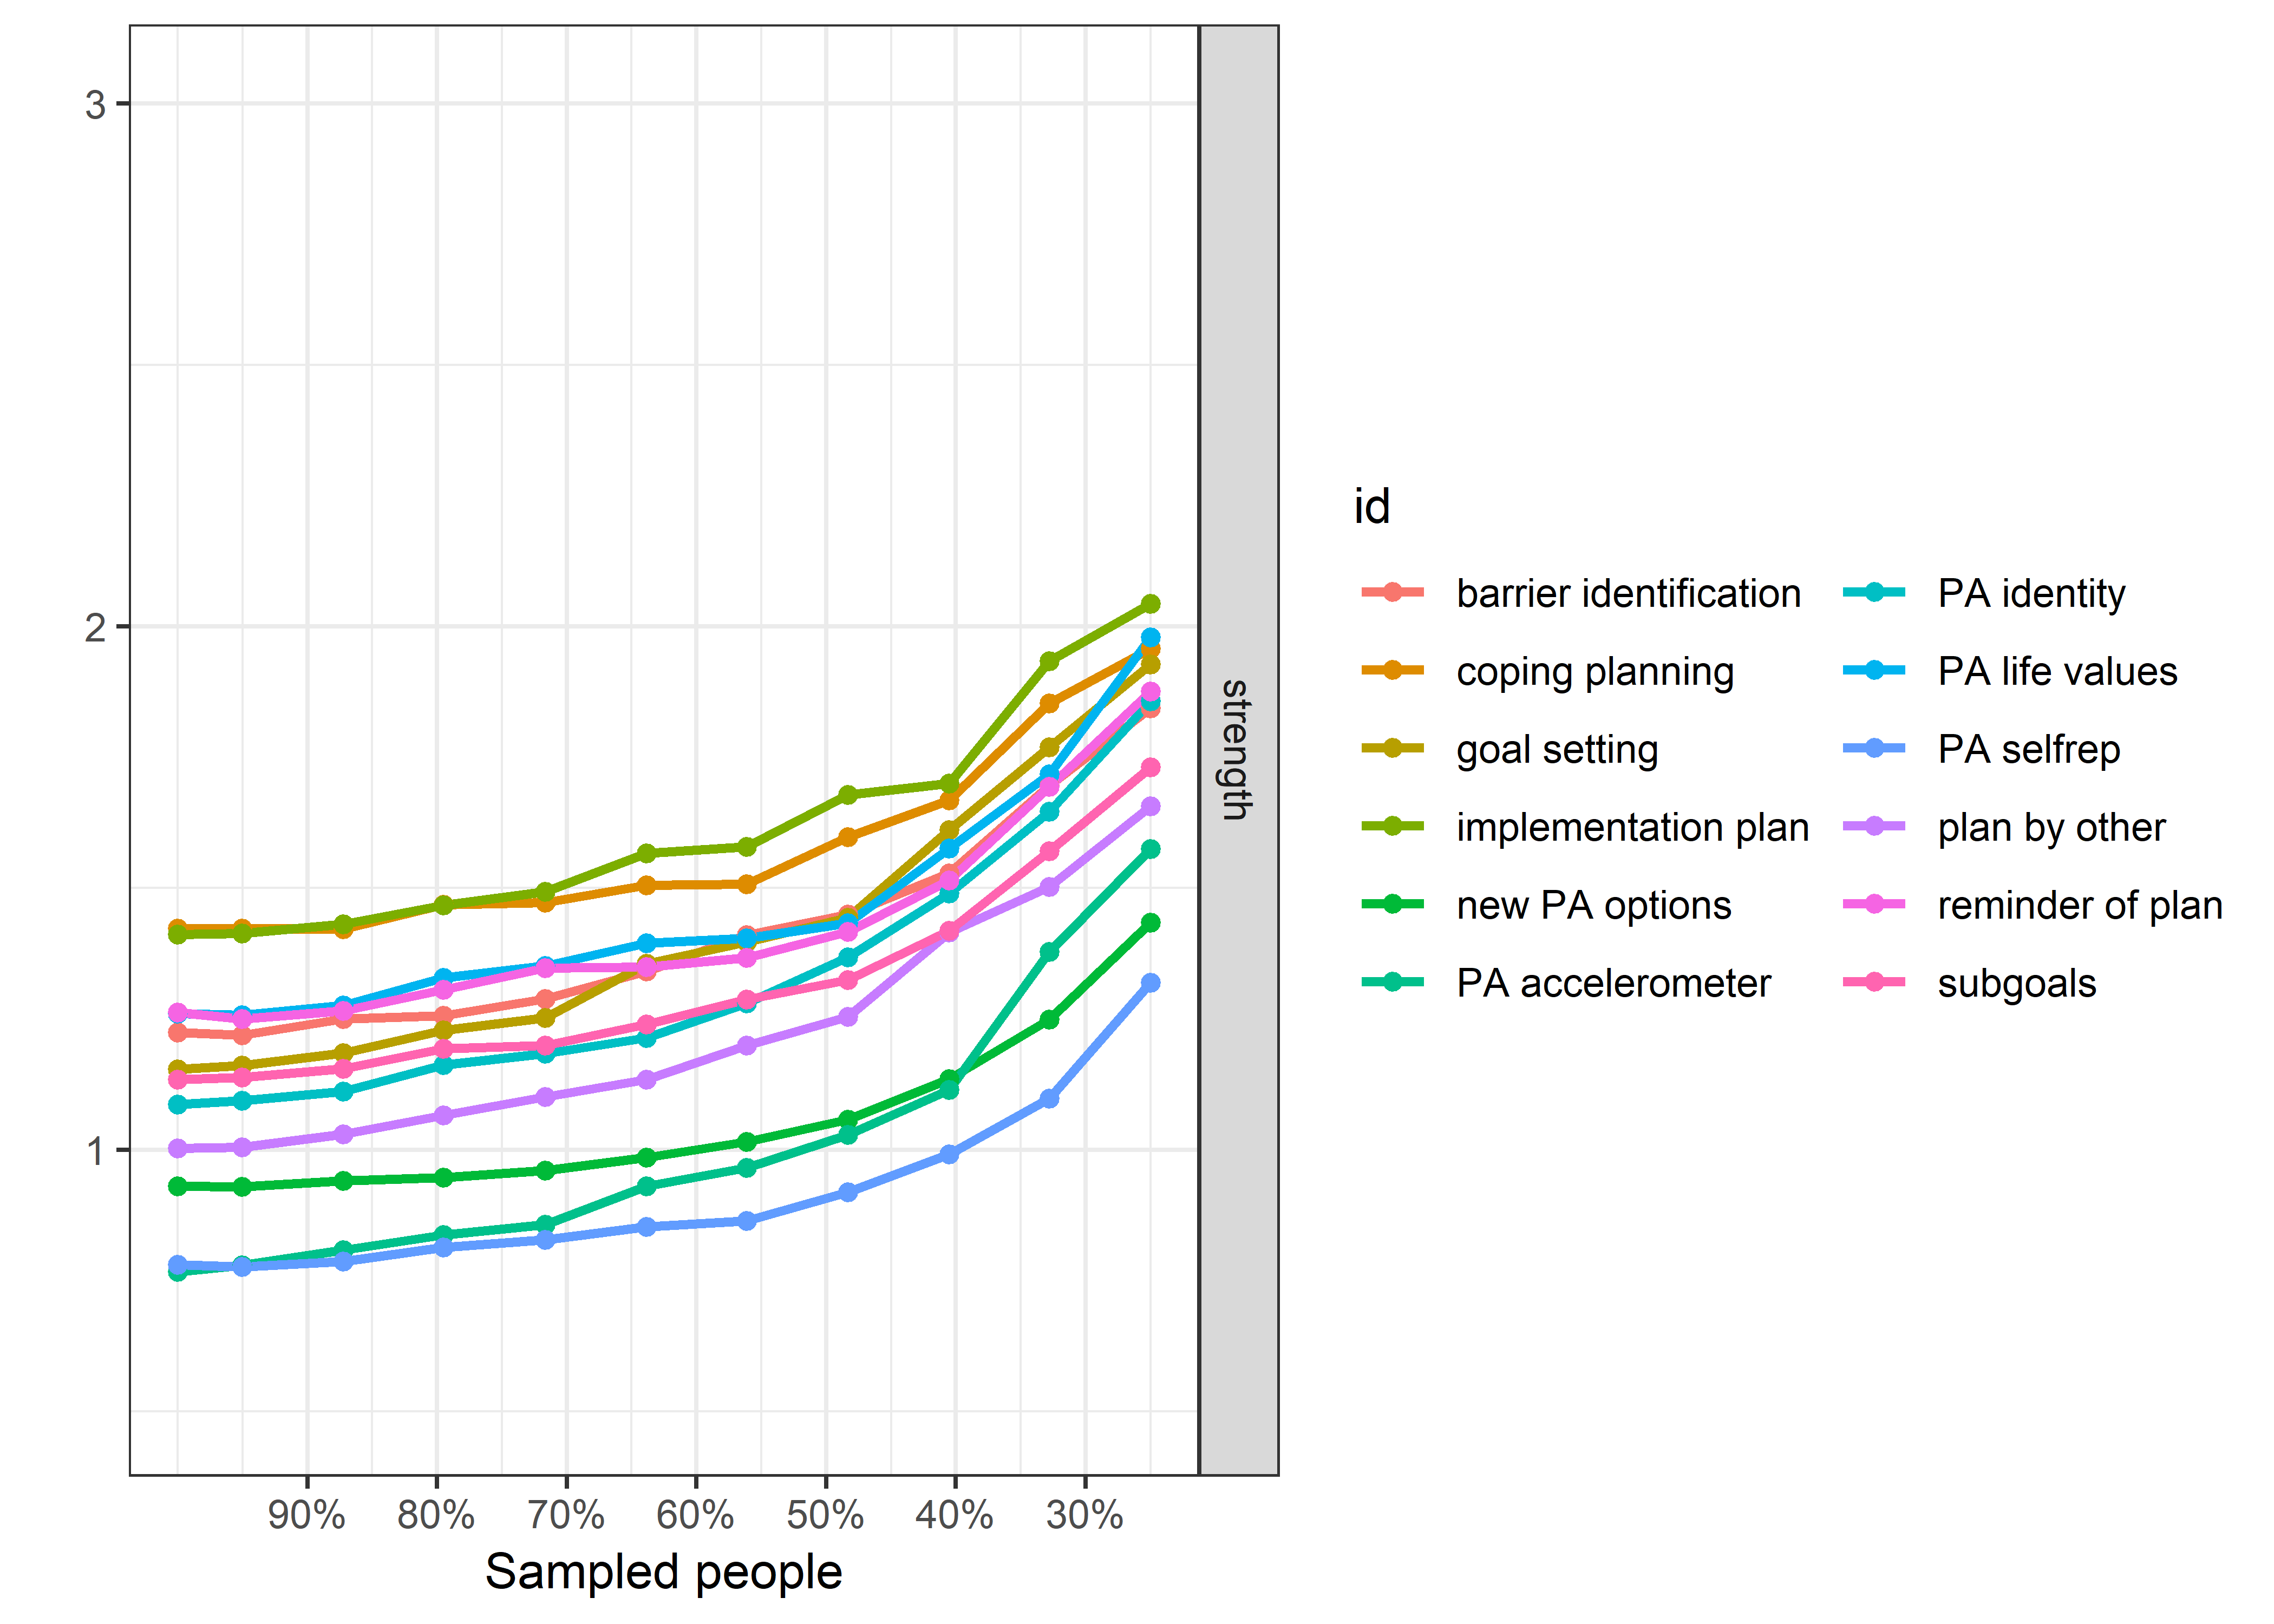 3
2
1
90% 80% 70% 60% 50% 40% 30%
Sampled people
strength
id
barrier identification
coping planning
goal setting
implementation plan
new PA options
PA accelerometer
PA identity
PA life values
PA selfrep
plan by other
reminder of plan
subgoals